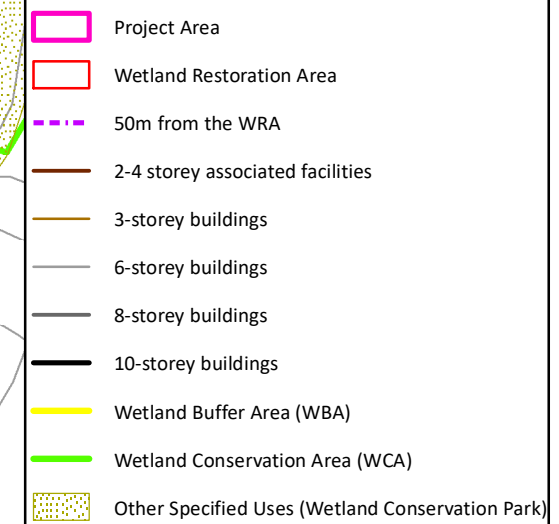 Project Area
Wetland Restoration Area
50m from the WRA
2-4 storey associated facilities
3-storey buildings
6-storey buildings
8-storey buildings
10-storey buildings
Wetland Buffer Area (WBA)
Wetland Conservation Area (WCA)
Other Specified Uses (Wetland Conservation Park)